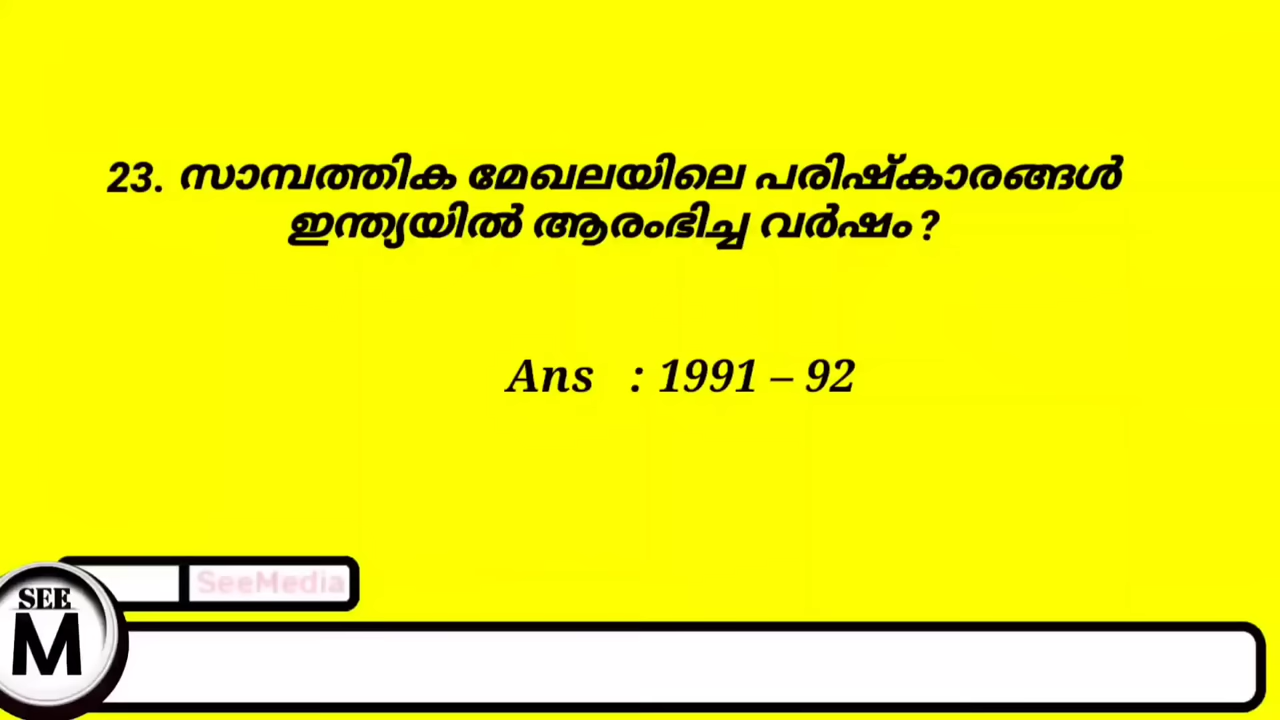 23. സാമ്പത്തിക മേഖലയിലെ പരിഷ്കാരങ്ങൾ
ഇന്ത്യയിൽ ആരംഭിച്ച വർഷം ?
Ans : 1991 – 92
SeeMedia
SEE
M